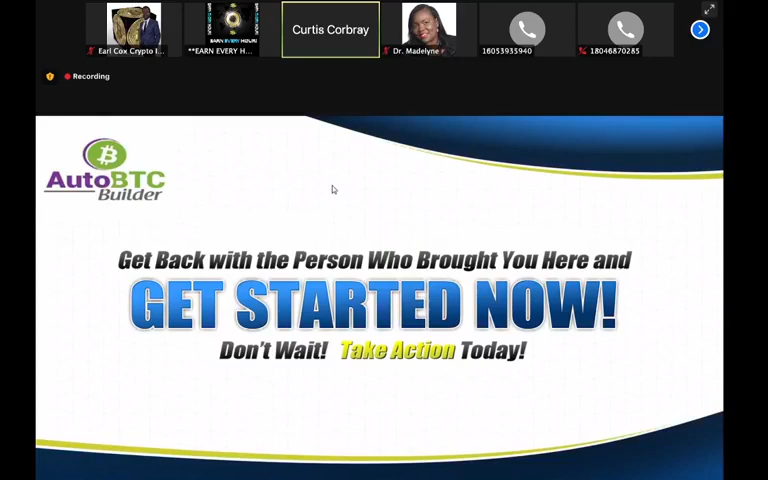 Earl Cox Crypto I...
**EARN EVERY HOUR!...
Curtis Corbray
Dr. Madelyne
16053935940
18046870285
Recording
AutoBTC
Builder
Get Back with the Person Who Brought You Here and
GET STARTED NOW!
Don't Wait! Take Action Today!